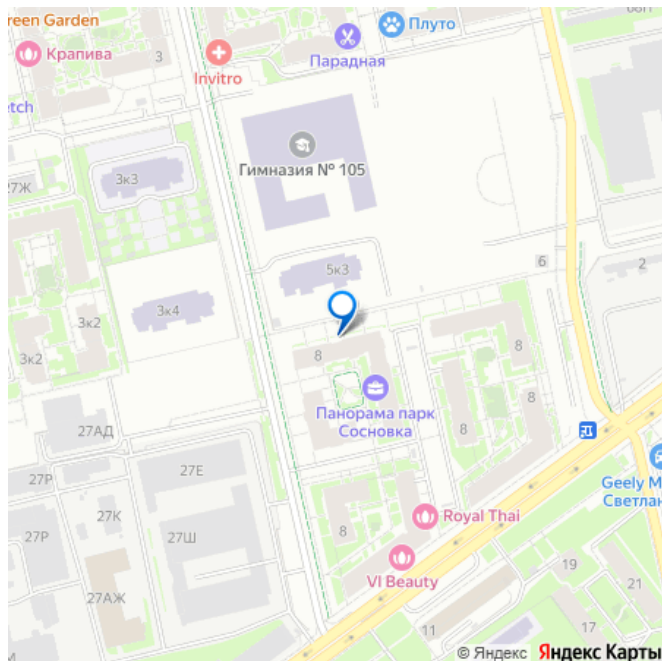 reen Garden
Крапива
etch
3
Invitro
Парадная
Плуто
Гимназия № 105
27Ж
3к3
5к3
6
2
3к4
3к2
3к2
8
Панорама парк
Сосновка
8
8
8
27АД
27Е
27Р
27К
27Р
27Ш
27АЖ
8
Royal Thai
VI Beauty
Geely M
Светлан
19
21
11
17
© Яндекс Яндекс Карты